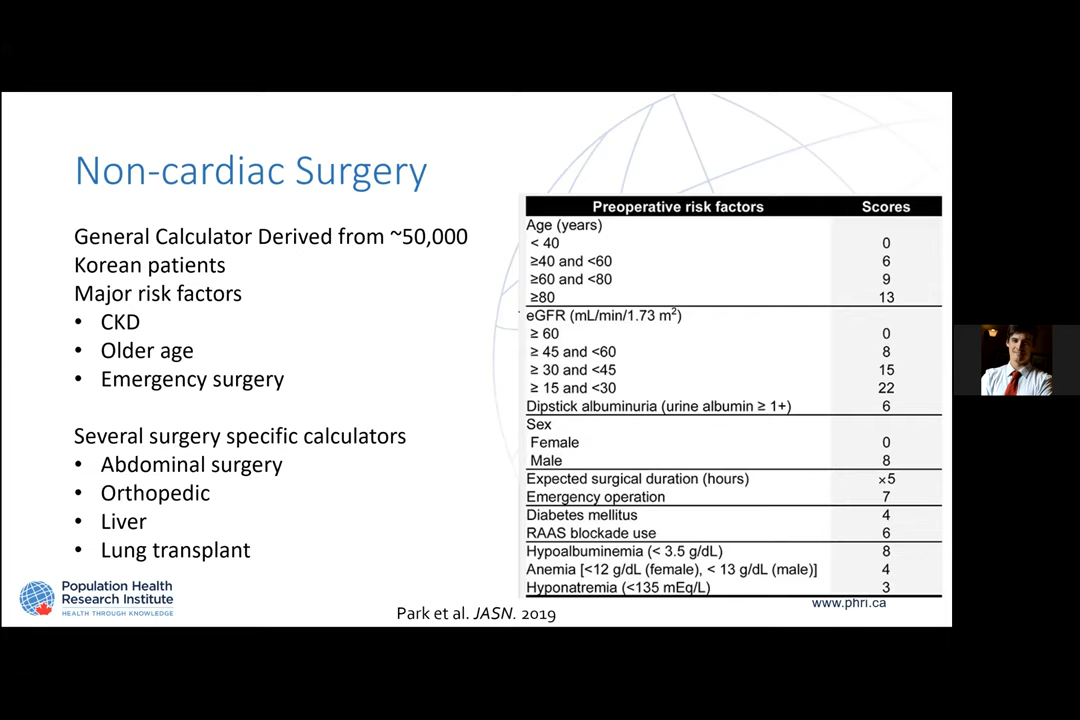 Non-cardiac Surgery
General Calculator Derived from ~50,000
Korean patients
Major risk factors
• CKD
• Older age
• Emergency surgery
Several surgery specific calculators
• Abdominal surgery
• Orthopedic
• Liver
• Lung transplant
Preoperative risk factors Scores
Age (years)
< 40 0
≥40 and <60 6
≥60 and <80 9
≥80 13
eGFR (mL/min/1.73 m²)
≥ 60 0
≥ 45 and <60 8
≥ 30 and <45 15
≥ 15 and <30 22
Dipstick albuminuria (urine albumin ≥ 1+) 6
Sex
Female 0
Male 8
Expected surgical duration (hours) ×5
Emergency operation 7
Diabetes mellitus 4
RAAS blockade use 6
Hypoalbuminemia (< 3.5 g/dL) 8
Anemia [<12 g/dL (female), < 13 g/dL (male)] 4
Hyponatremia (<135 mEq/L) 3
Population Health
Research Institute
HEALTH THROUGH KNOWLEDGE
Park et al. JASN. 2019
www.phri.ca